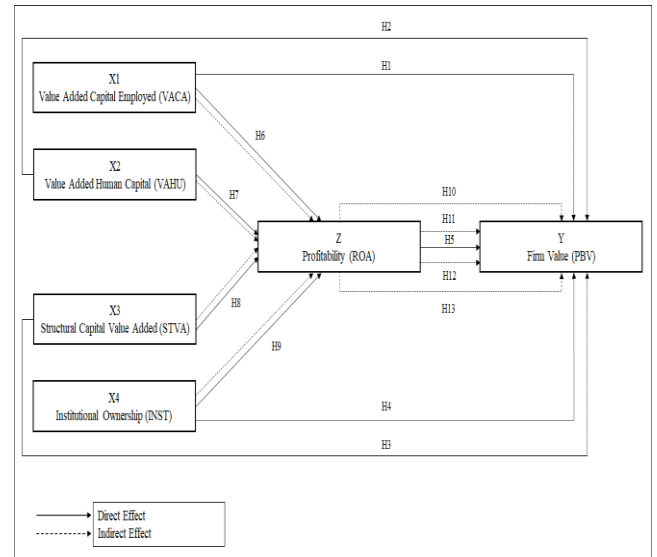 H2
H1
X1
Value Added Capital Employed (VACA)
H6
X2
Value Added Human Capital (VAHU)
H7
H10
H11
Z
Profitability (ROA)
H5
Y
Firm Value (PBV)
H12
H13
X3
Structural Capital Value Added (STVA)
H8
H9
X4
Institutional Ownership (INST)
H4
H3
Direct Effect
Indirect Effect